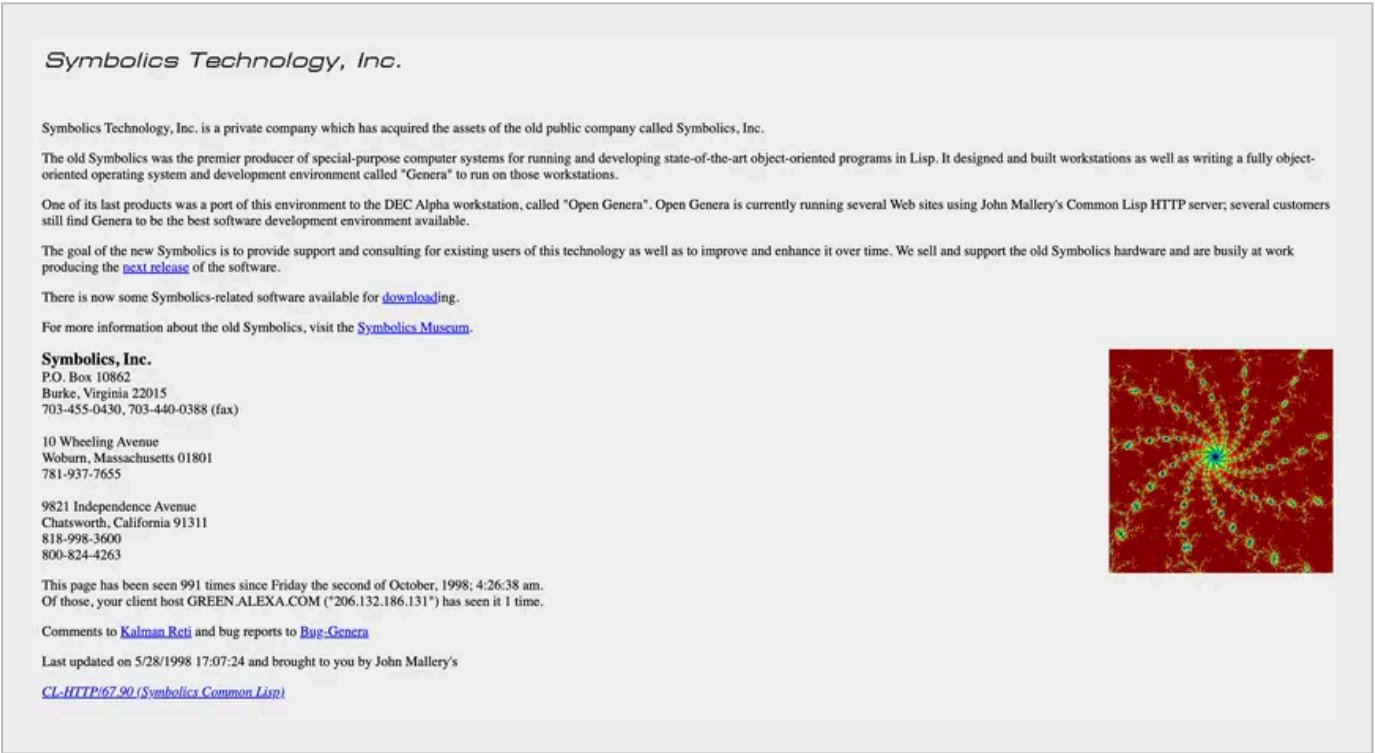 Symbolics Technology, Inc.
Symbolics Technology, Inc. is a private company which has acquired the assets of the old public company called Symbolics, Inc.
The old Symbolics was the premier producer of special-purpose computer systems for running and developing state-of-the-art object-oriented programs in Lisp. It designed and built workstations as well as writing a fully object-
oriented operating system and development environment called "Genera" to run on those workstations.
One of its last products was a port of this environment to the DEC Alpha workstation, called "Open Genera". Open Genera is currently running several Web sites using John Mallery's Common Lisp HTTP server; several customers
still find Genera to be the best software development environment available.
The goal of the new Symbolics is to provide support and consulting for existing users of this technology as well as to improve and enhance it over time. We sell and support the old Symbolics hardware and are busily at work
producing the next release of the software.
There is now some Symbolics-related software available for downloading.
For more information about the old Symbolics, visit the Symbolics Museum.
Symbolics, Inc.
P.O. Box 10862
Burke, Virginia 22015
703-455-0430, 703-440-0388 (fax)
10 Wheeling Avenue
Woburn, Massachusetts 01801
781-937-7655
9821 Independence Avenue
Chatsworth, California 91311
818-998-3600
800-824-4263
This page has been seen 991 times since Friday the second of October, 1998; 4:26:38 am.
Of those, your client host GREEN.ALEXA.COM ("206.132.186.131") has seen it 1 time.
Comments to Kalman Reti and bug reports to Bug-Genera
Last updated on 5/28/1998 17:07:24 and brought to you by John Mallery's
CL-HTTP/67.90 (Symbolics Common Lisp)